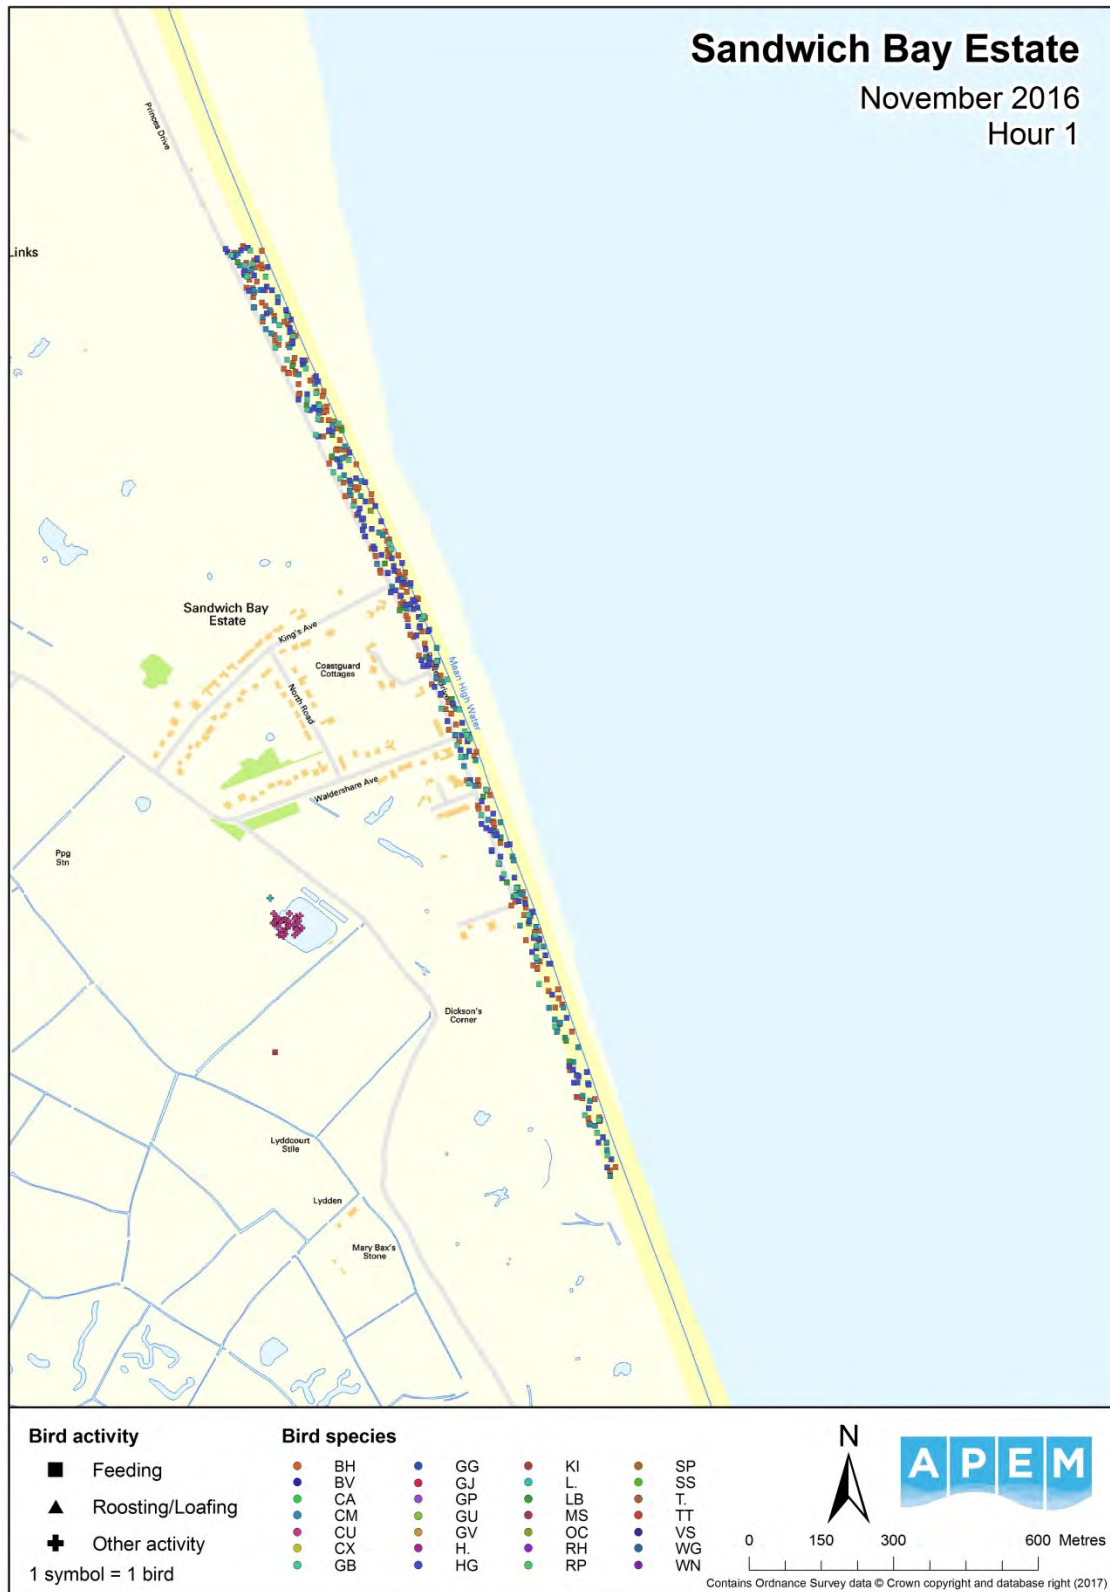 Sandwich Bay Estate
November 2016
Hour 1
Princes Drive
Links
Sandwich Bay
Estate
King's Ave
Coastguard
Cottages
North Road
Mean High Water
Waldershare Ave
Ppg
Stn
Dickson's
Corner
Lyddcourt
Stile
Lydden
Mary Bax's
Stone
Bird activity
Feeding
Roosting/Loafing
Other activity
1 symbol = 1 bird
Bird species
BH
BV
CA
CM
CU
CX
GB
GG
GJ
GP
GU
GV
H.
HG
KI
L.
LB
MS
OC
RH
RP
SP
SS
T.
TT
VS
WG
WN
N
APEM
0 150 300 600 Metres
Contains Ordnance Survey data © Crown copyright and database right (2017)